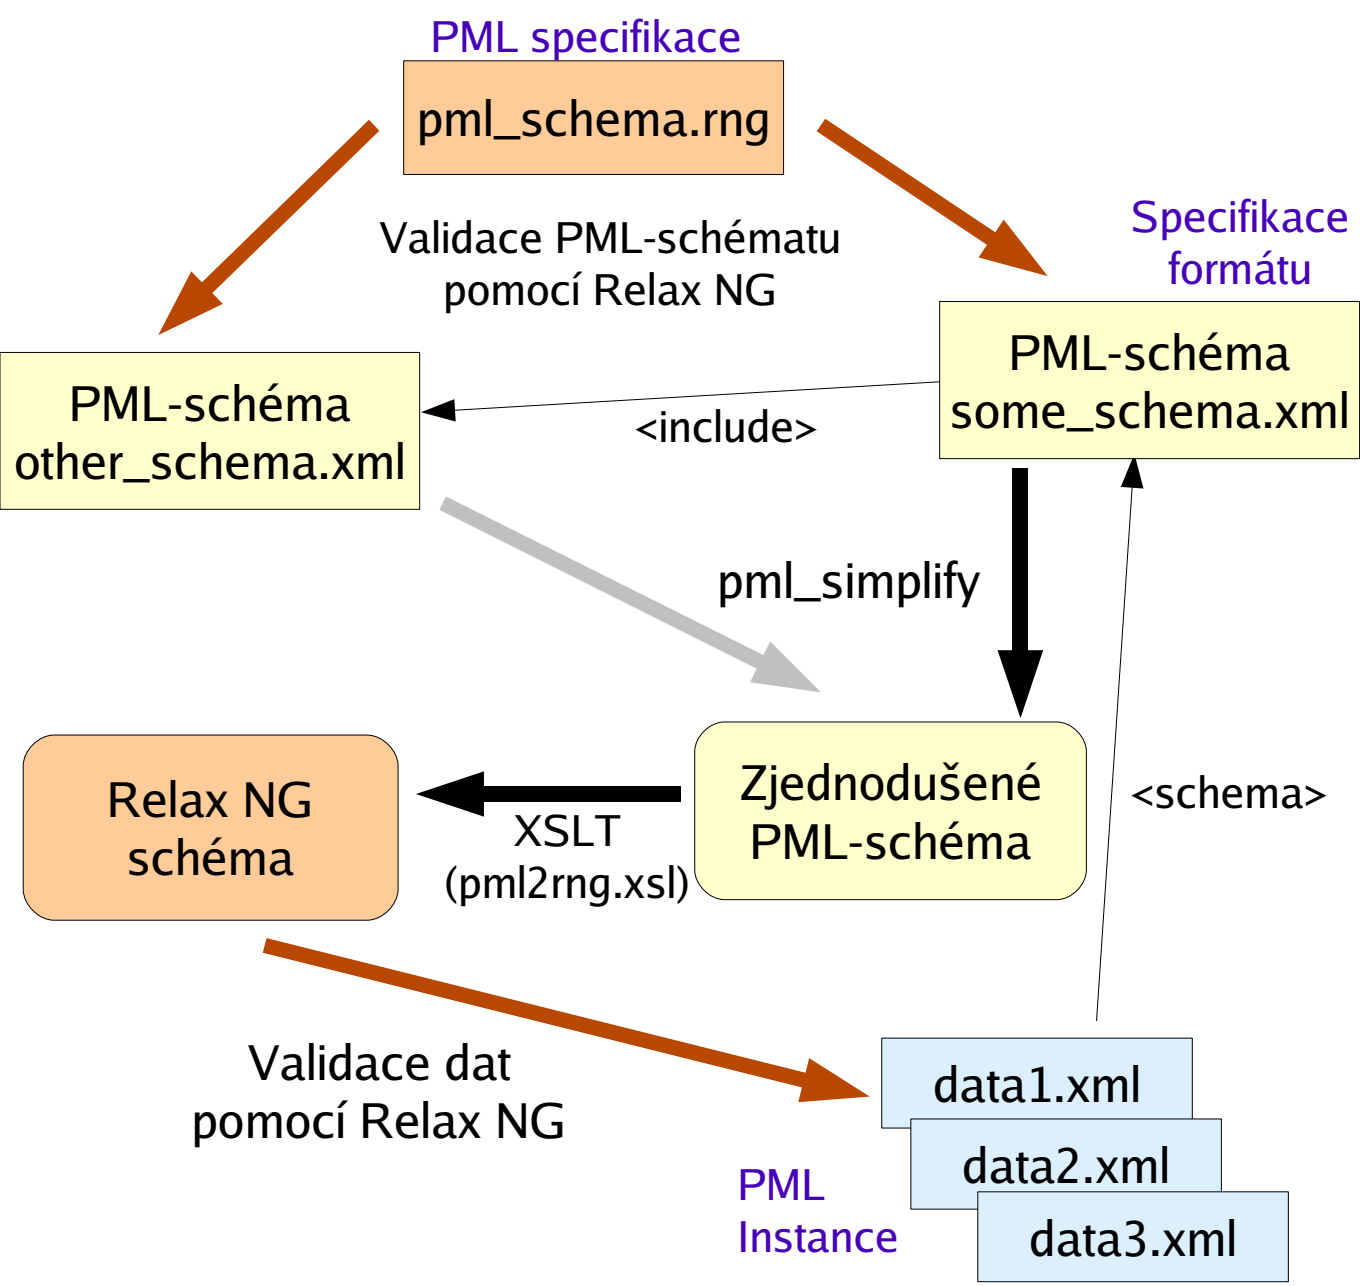 PML specifikace
pml_schema.rng
Validace PML-schématu
pomocí Relax NG
Specifikace
formátu
PML-schéma
some_schema.xml
PML-schéma
other_schema.xml
<include>
pml_simplify
Zjednodušené
PML-schéma
<schema>
Relax NG
schéma
XSLT
(pml2rng.xsl)
Validace dat
pomocí Relax NG
data1.xml
data2.xml
data3.xml
PML
Instance